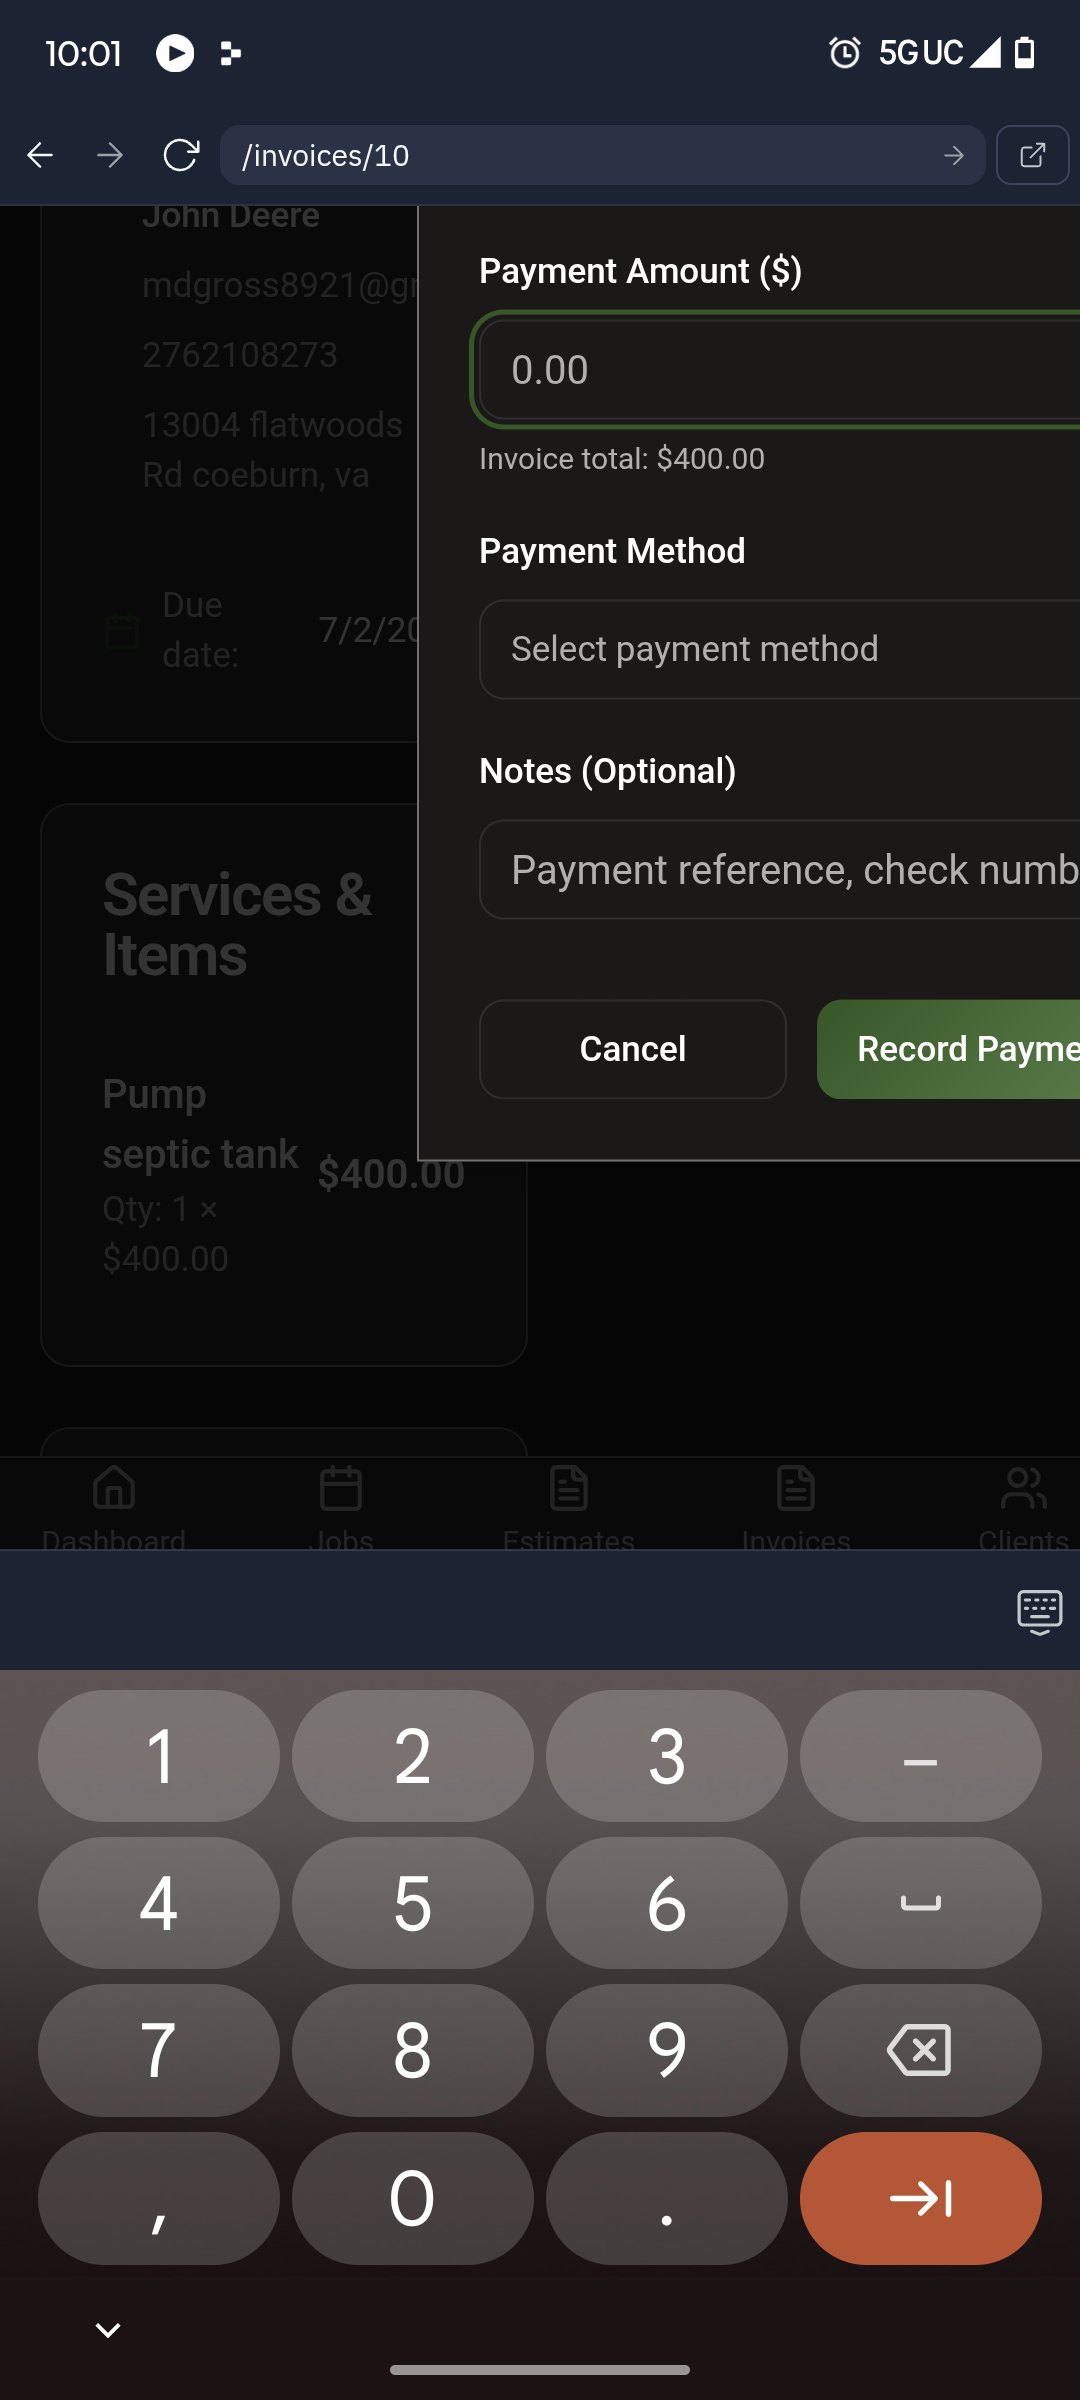 10:01
5G UC
/invoices/10
John Deere
mdgross8921@g
2762108273
13004 flatwoods
Rd coeburn, va
Due
date:
7/2/20
Services &
Items
Pump
septic tank
$400.00
Qty: 1 ×
$400.00
Payment Amount ($)
0.00
Invoice total: $400.00
Payment Method
Select payment method
Notes (Optional)
Payment reference, check numb
Cancel
Record Payme
Dashboard
Jobs
Estimates
Invoices
Clients
1 2 3 –
4 5 6
7 8 9
, 0 .